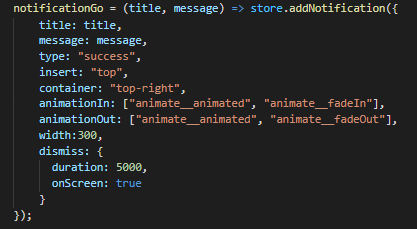 notificationGo = (title, message) => store.addNotification({
title: title,
message: message,
type: "success",
insert: "top",
container: "top-right",
animationIn: ["animate__animated", "animate__fadeIn"],
animationOut: ["animate__animated", "animate__fadeOut"],
width:300,
dismiss: {
duration: 5000,
onScreen: true
}
});